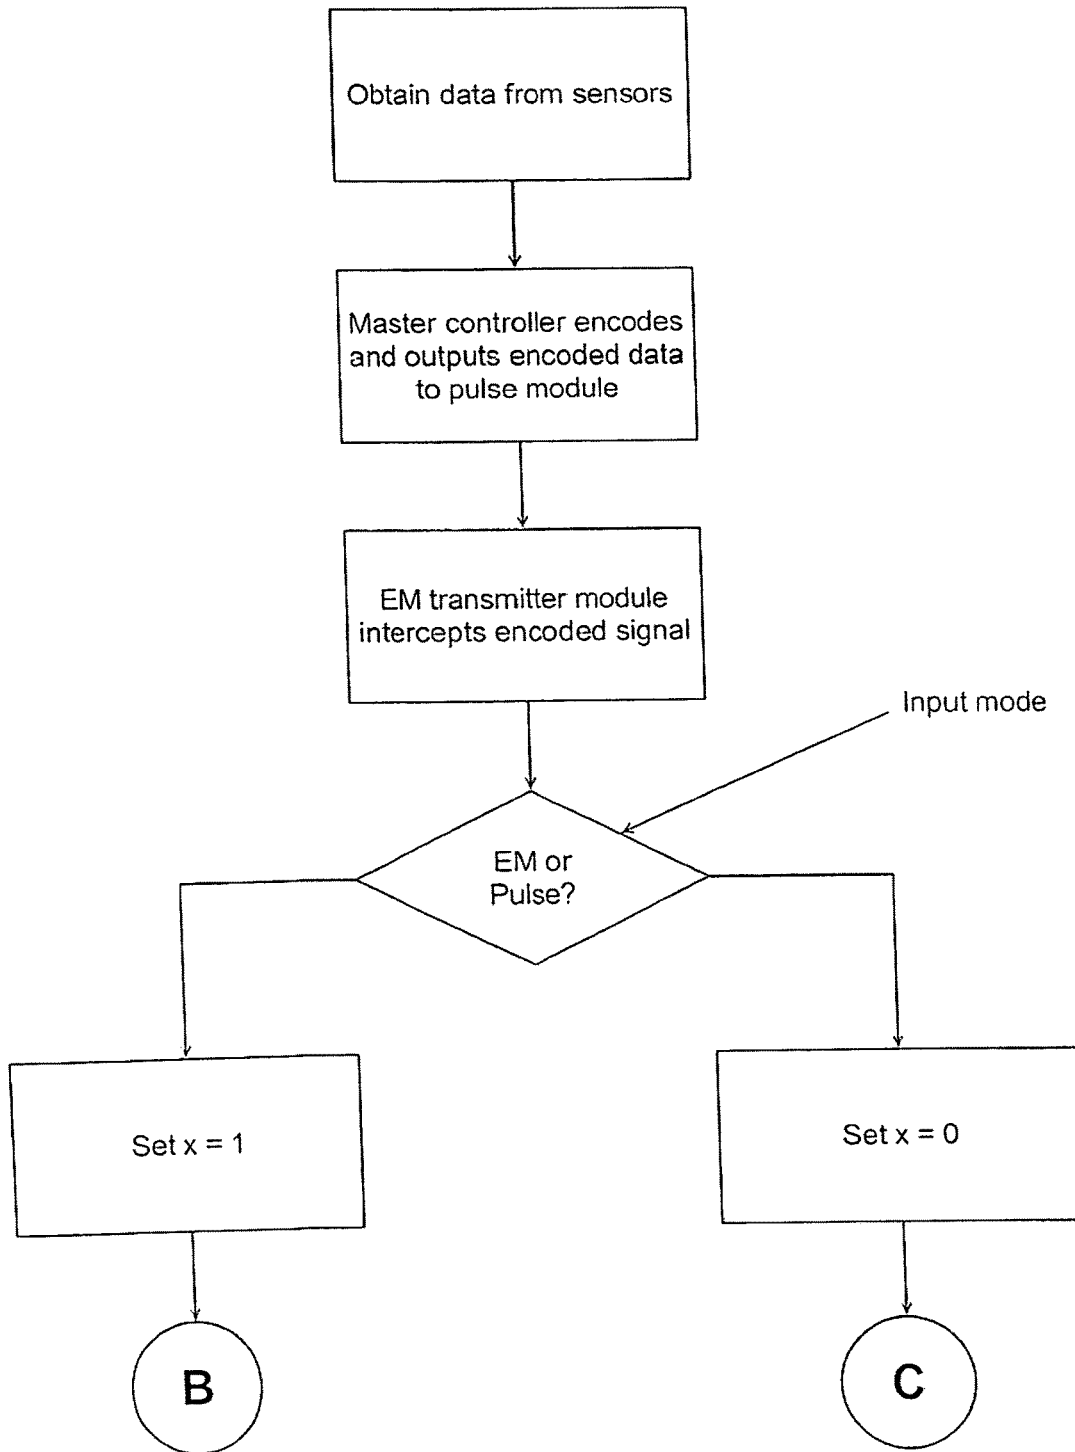 Obtain data from sensors
Master controller encodes
and outputs encoded data
to pulse module
EM transmitter module
intercepts encoded signal
Input mode
EM or
Pulse?
Set x = 1
Set x = 0
B
C